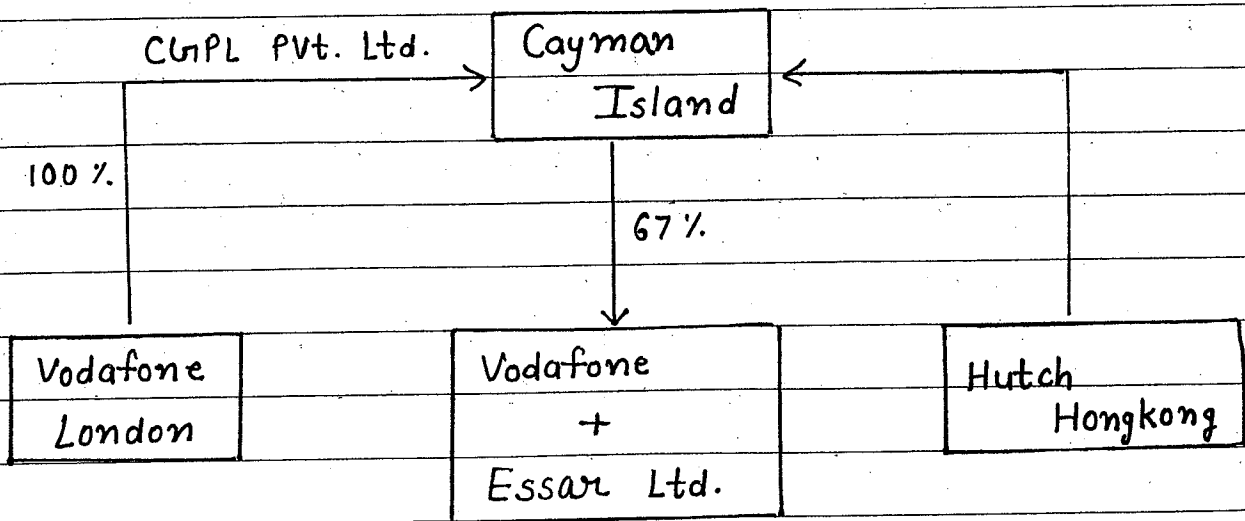 CGPL Pvt. Ltd.
Cayman
Island
100 %.
67 %.
Vodafone
London
Vodafone
+
Essar Ltd.
Hutch
Hongkong